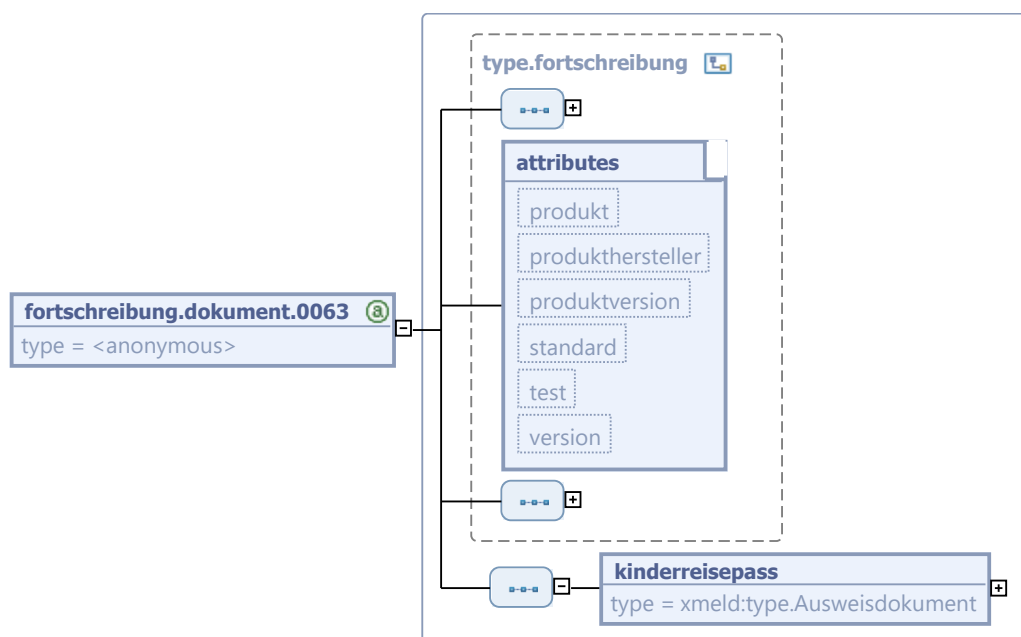 type.fortschreibung
attributes
produkt
produkthersteller
produktversion
standard
test
version
fortschreibung.dokument.0063 @
type = <anonymous>
kinderreisepass
type = xmeld:type.Ausweisdokument